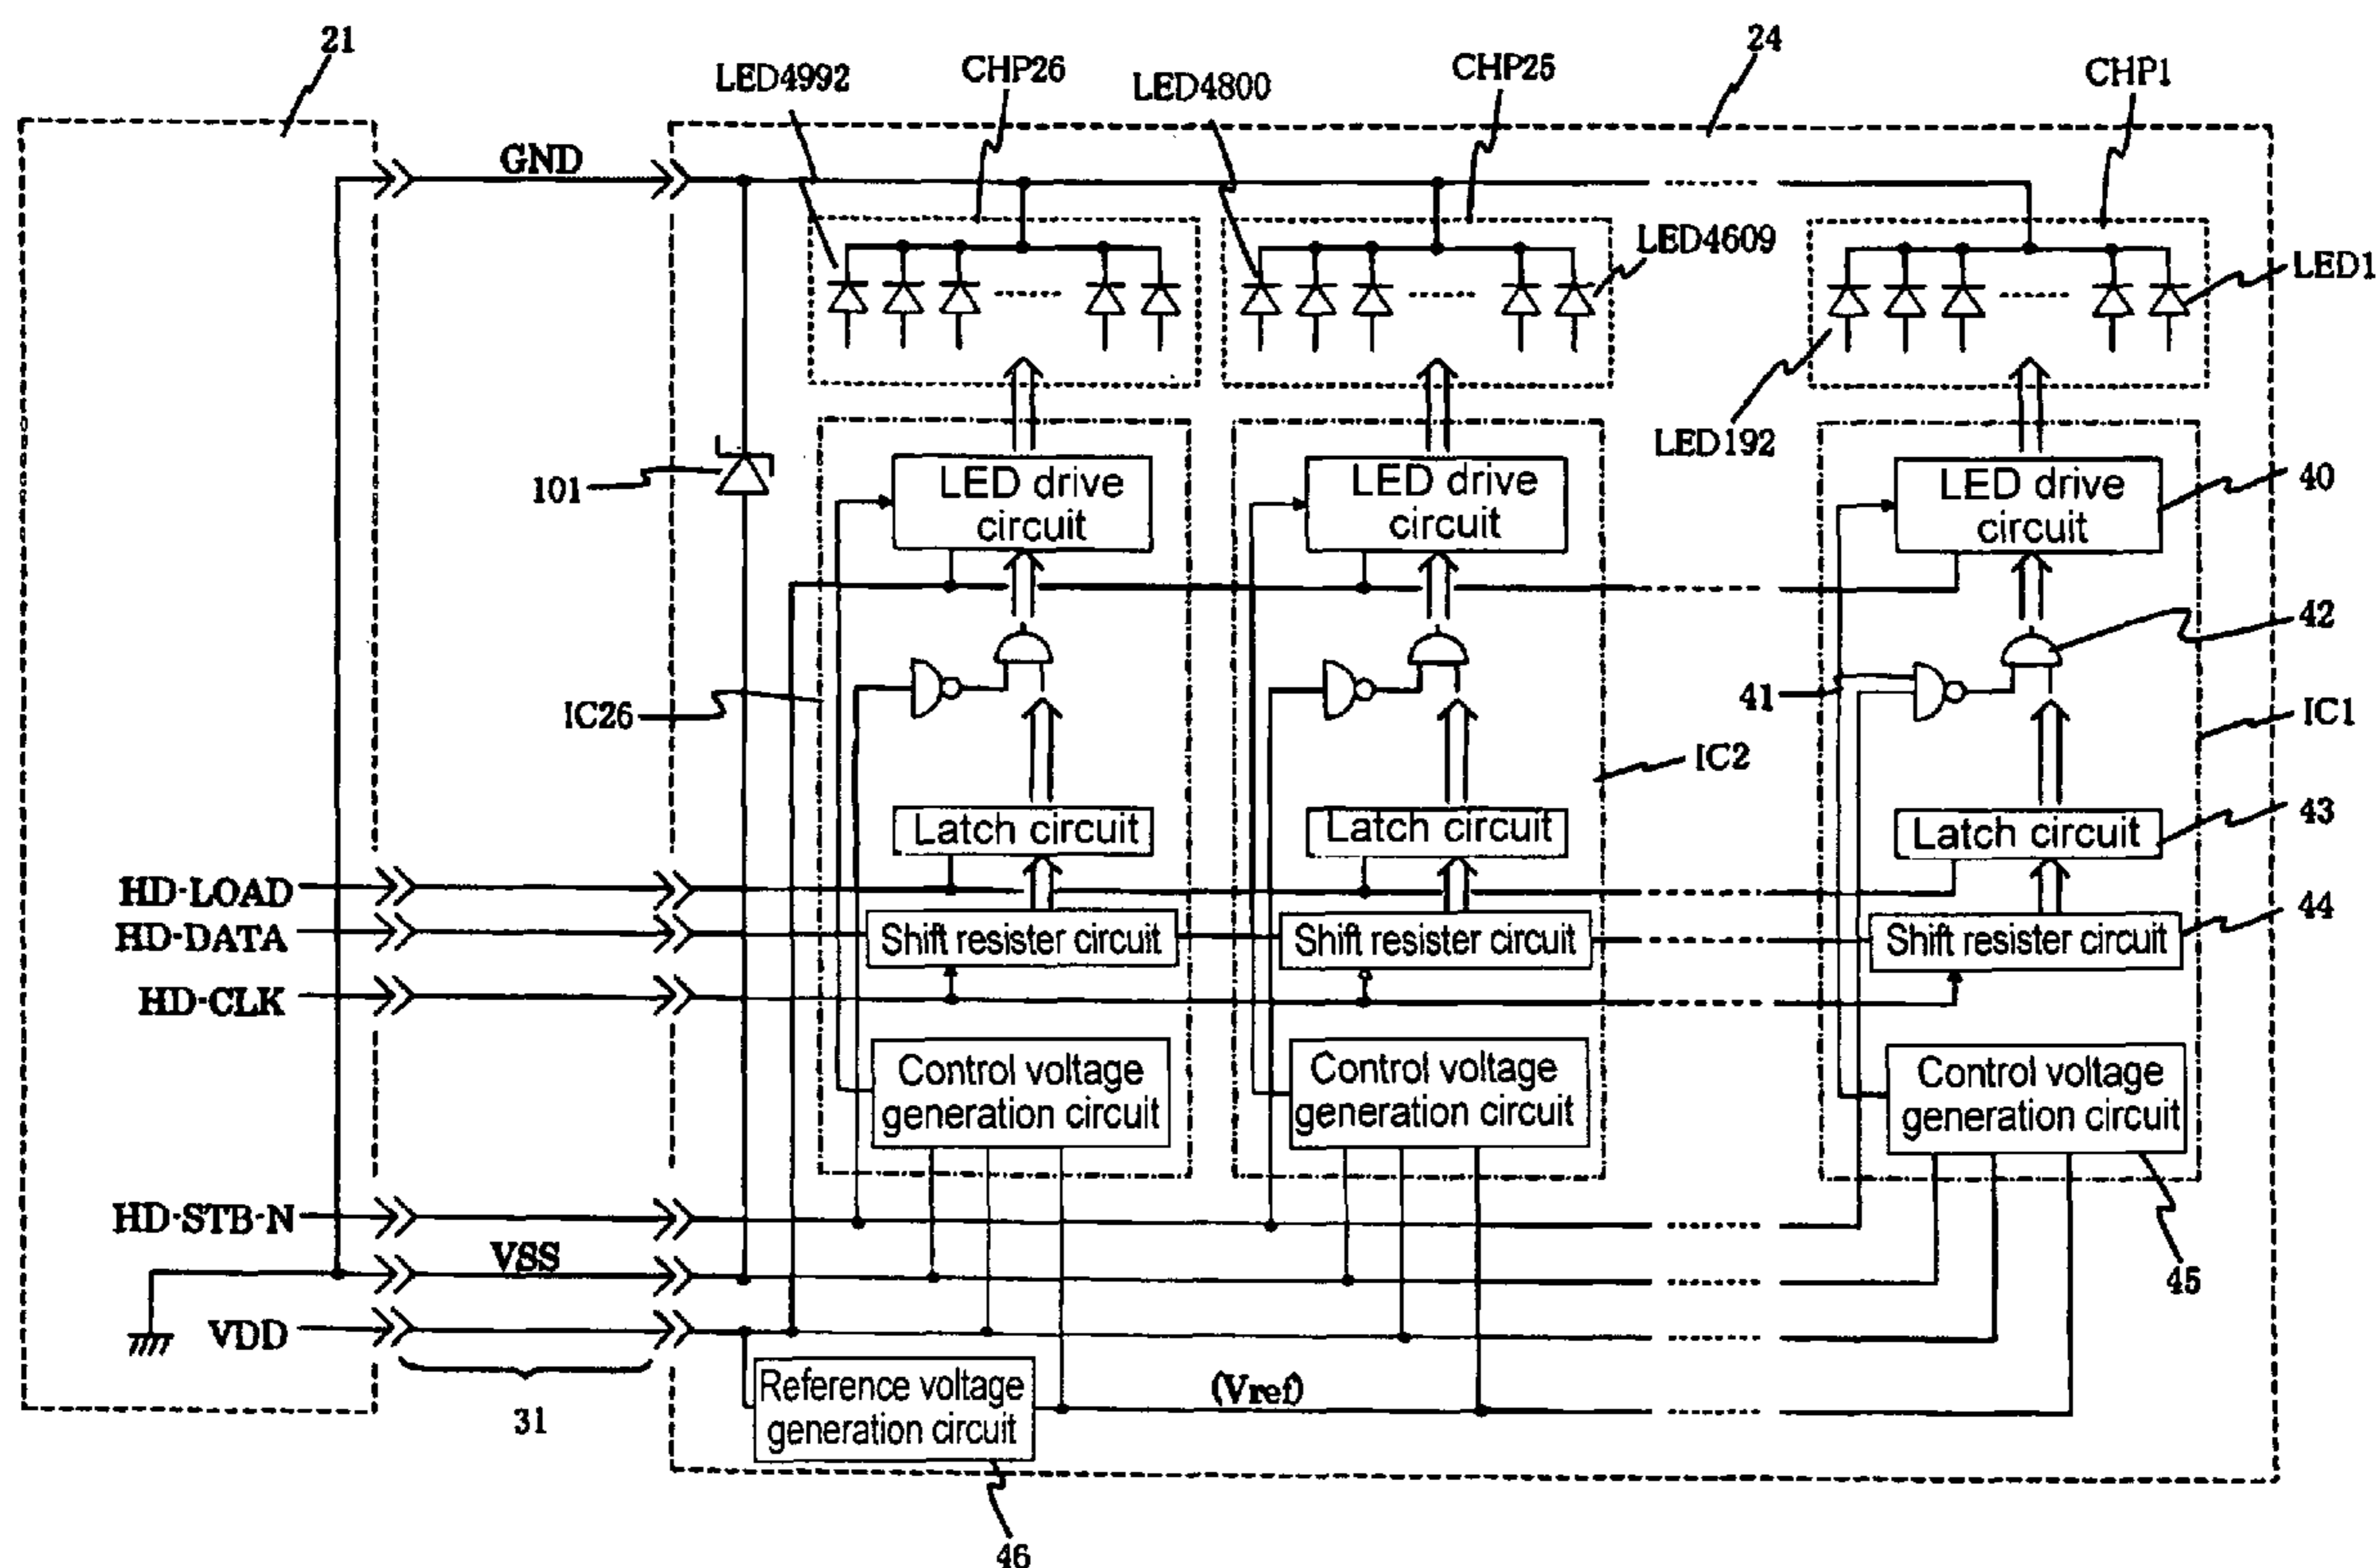 21
24
LED4992
CHP26
LED4800
CHP25
CHP1
GND
LED4609
LED1
LED192
101
LED drive
circuit
LED drive
circuit
LED drive
circuit
40
42
IC26
41
IC1
IC2
Latch circuit
Latch circuit
Latch circuit
43
HD-LOAD
HD-DATA
Shift resister circuit
Shift resister circuit
Shift resister circuit
44
HD-CLK
Control voltage
generation circuit
Control voltage
generation circuit
Control voltage
generation circuit
HD-STB-N
VSS
45
VDD
Reference voltage
generation circuit
(Vref)
31
46